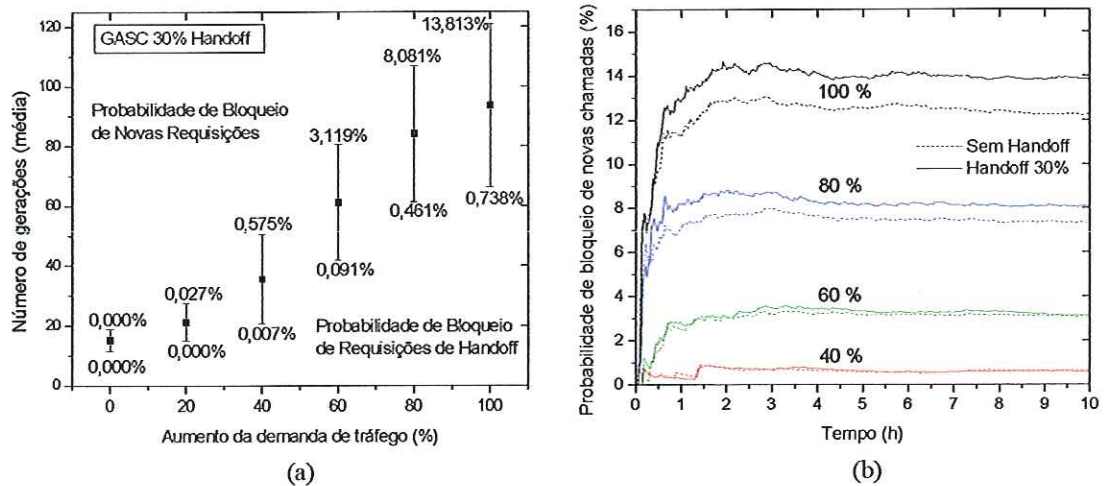 GASC 30% Handoff
Probabilidade de Bloqueio
de Novas Requisições
Probabilidade de Bloqueio
de Requisições de Handoff
0,000%
0,000%
0,027%
0,000%
0,575%
0,007%
3,119%
0,091%
8,081%
0,461%
13,813%
0,738%
Número de gerações (média)
120
100
80
60
40
20
0
0 20 40 60 80 100
Aumento da demanda de tráfego (%)
(a)
Probabilidade de bloqueio de novas chamadas (%)
16
14
12
10
8
6
4
2
0
100 %
80 %
60 %
40 %
Sem Handoff
Handoff 30%
0 1 2 3 4 5 6 7 8 9 10
Tempo (h)
(b)